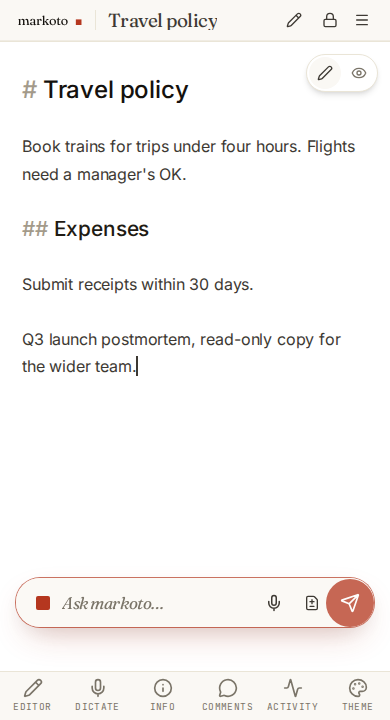 markoto
Travel policy
# Travel policy
Book trains for trips under four hours. Flights
need a manager's OK.
## Expenses
Submit receipts within 30 days.
Q3 launch postmortem, read-only copy for
the wider team.
Ask markoto...
EDITOR DICTATE INFO COMMENTS ACTIVITY THEME